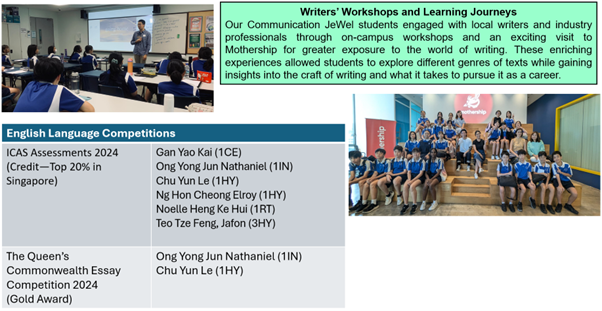 Writers' Workshops and Learning Journeys
Our Communication JeWel students engaged with local writers and industry
professionals through on-campus workshops and an exciting visit to
Mothership for greater exposure to the world of writing. These enriching
experiences allowed students to explore different genres of texts while gaining
insights into the craft of writing and what it takes to pursue it as a career.
English Language Competitions
ICAS Assessments 2024
(Credit—Top 20% in
Singapore)
Gan Yao Kai (1CE)
Ong Yong Jun Nathaniel (1IN)
Chu Yun Le (1HY)
Ng Hon Cheong Elroy (1HY)
Noelle Heng Ke Hui (1RT)
Teo Tze Feng, Jafon (3HY)
The Queen's
Commonwealth Essay
Competition 2024
(Gold Award)
Ong Yong Jun Nathaniel (1IN)
Chu Yun Le (1HY)
mothership
mothership